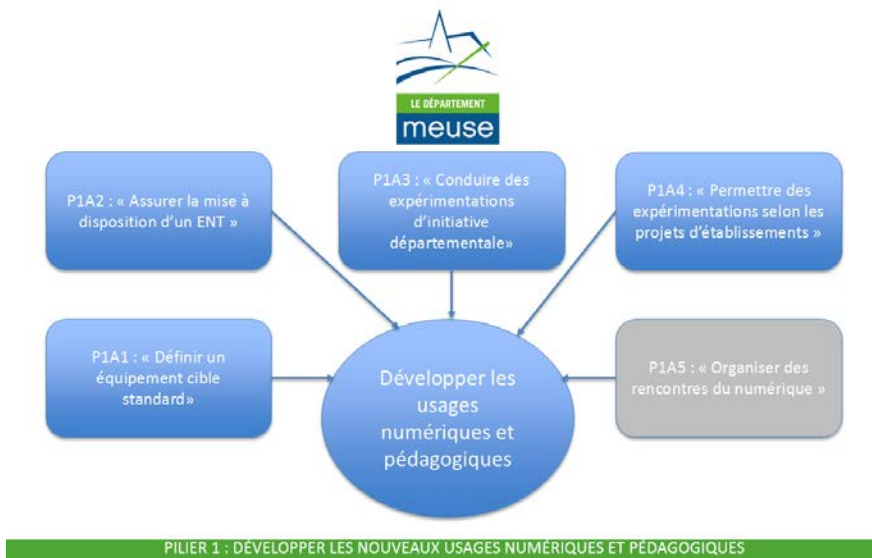 LE DÉPARTEMENT
meuse
P1A2 : « Assurer la mise à
disposition d'un ENT »
P1A3 : « Conduire des
expérimentations
d'initiative
départementale»
P1A4 : « Permettre des
expérimentations selon les
projets d'établissements »
P1A1 : « Définir un
équipement cible
standard»
Développer les
usages
numériques et
pédagogiques
P1A5 : « Organiser des
rencontres du numérique »
PILIER 1 : DÉVELOPPER LES NOUVEAUX USAGES NUMÉRIQUES ET PÉDAGOGIQUES